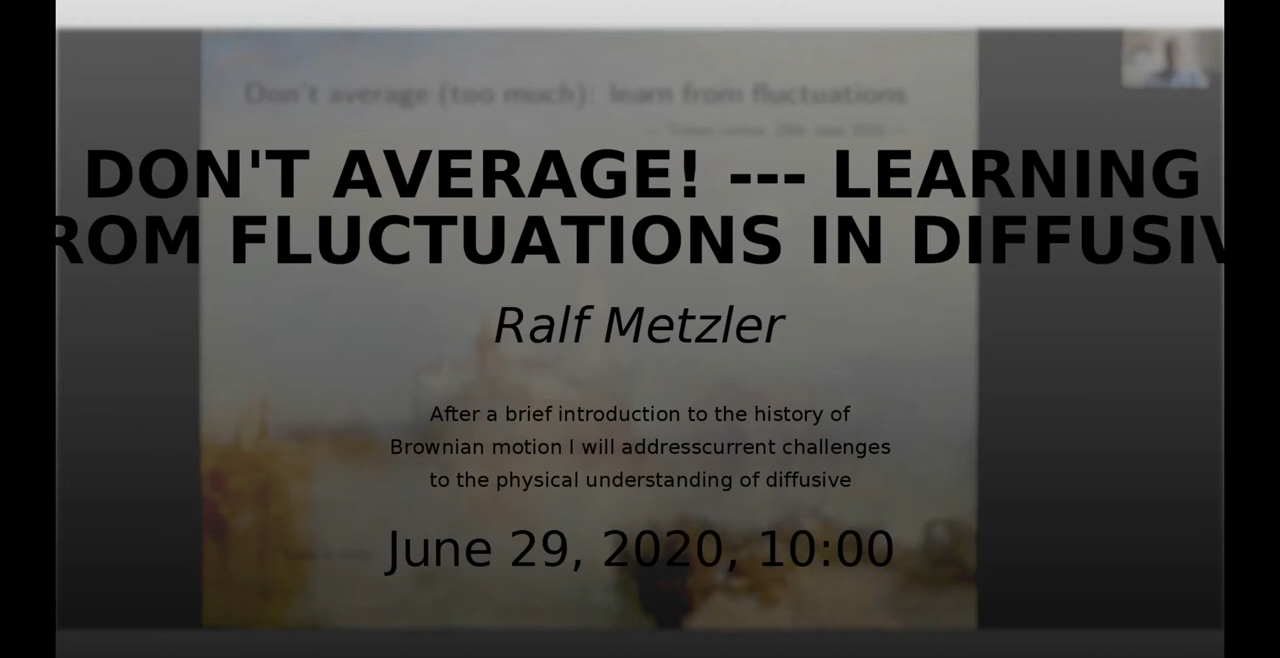 Don't average (too much): learn from fluctuations
DON'T AVERAGE! --- LEARNING
ROM FLUCTUATIONS IN DIFFUSIV
Ralf Metzler
After a brief introduction to the history of
Brownian motion I will addresscurrent challenges
to the physical understanding of diffusive
June 29, 2020, 10:00